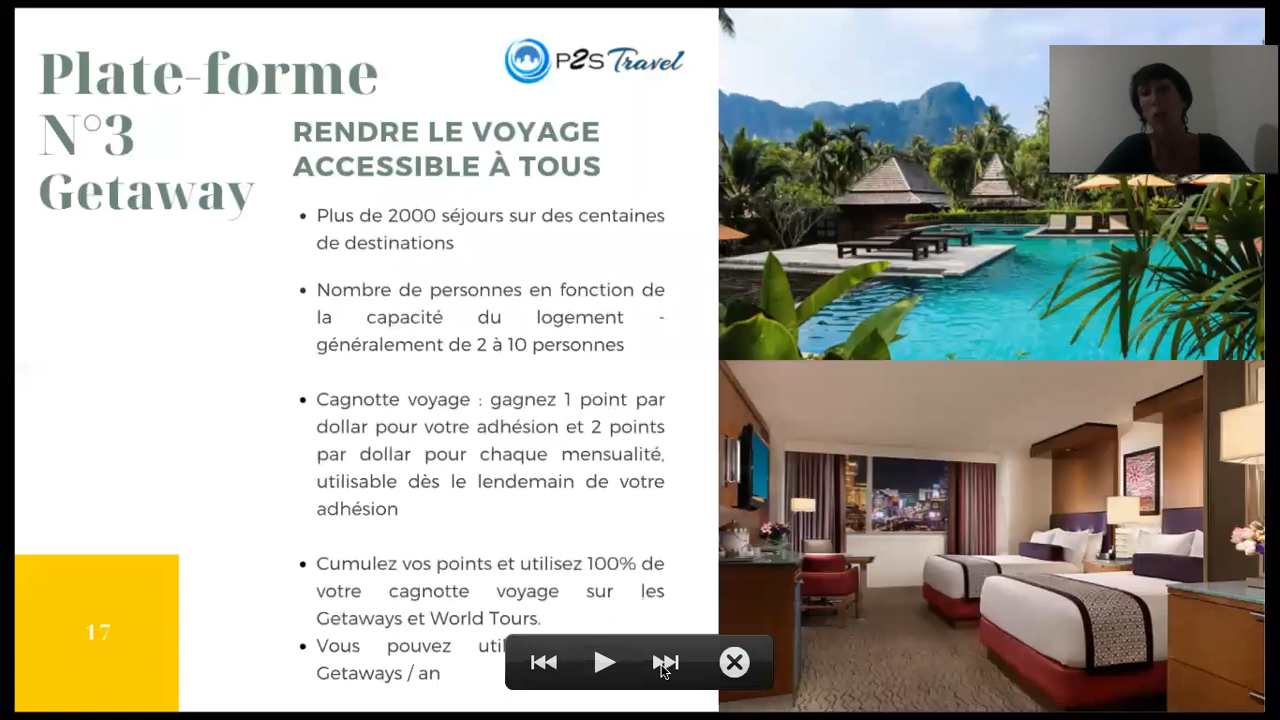 Plate-forme
N°3
Getaway
P2S Travel
RENDRE LE VOYAGE
ACCESSIBLE À TOUS
• Plus de 2000 séjours sur des centaines
de destinations
• Nombre de personnes en fonction de
la capacité du logement -
généralement de 2 à 10 personnes
• Cagnotte voyage : gagnez 1 point par
dollar pour votre adhésion et 2 points
par dollar pour chaque mensualité,
utilisable dès le lendemain de votre
adhésion
• Cumulez vos points et utilisez 100% de
votre cagnotte voyage sur les
Getaways et World Tours.
• Vous pouvez
Getaways / an
17